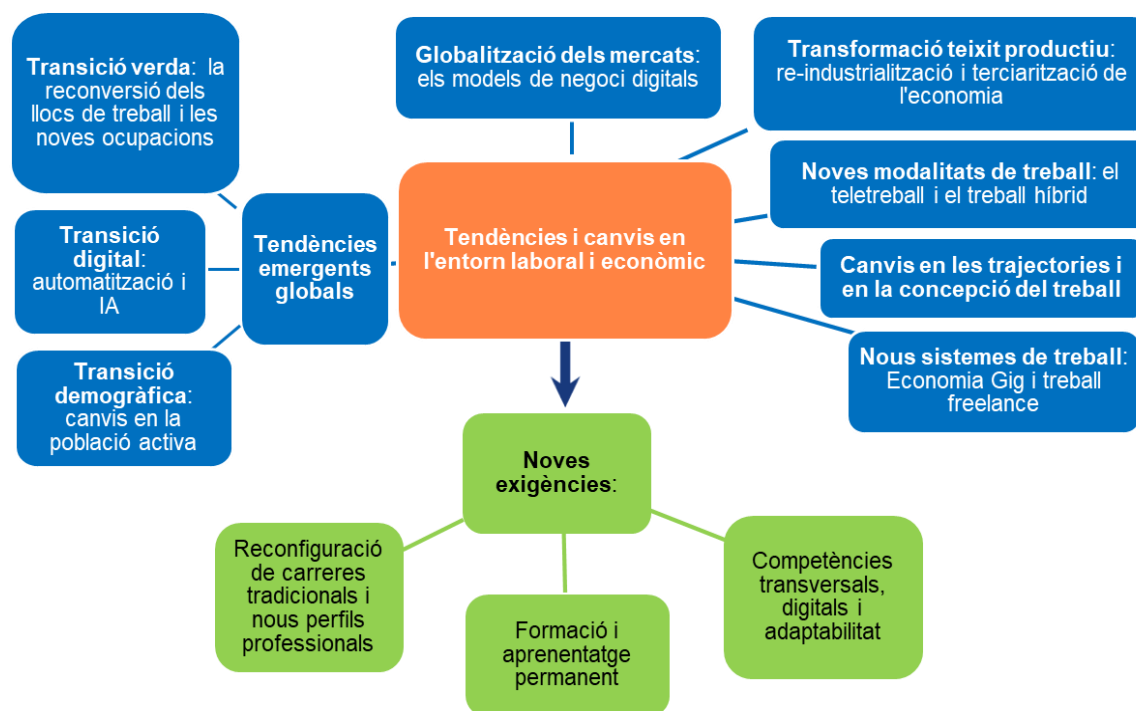 Transició verda: la
reconversió dels
llocs de treball i les
noves ocupacions
Globalització dels mercats:
els models de negoci digitals
Transformació teixit productiu:
re-industrialització i terciarització de
l'economia
Noves modalitats de treball: el
teletreball i el treball híbrid
Transició
digital:
automatització i
IA
Tendències
emergents
globals
Tendències i canvis en
l'entorn laboral i econòmic
Canvis en les trajectories i
en la concepció del treball
Transició
demogràfica:
canvis en la
població activa
Nous sistemes de treball:
Economia Gig i treball
freelance
Noves
exigències:
Reconfiguració
de carreres
tradicionals i
nous perfils
professionals
Formació i
aprenentatge
permanent
Competències
transversals,
digitals i
adaptabilitat